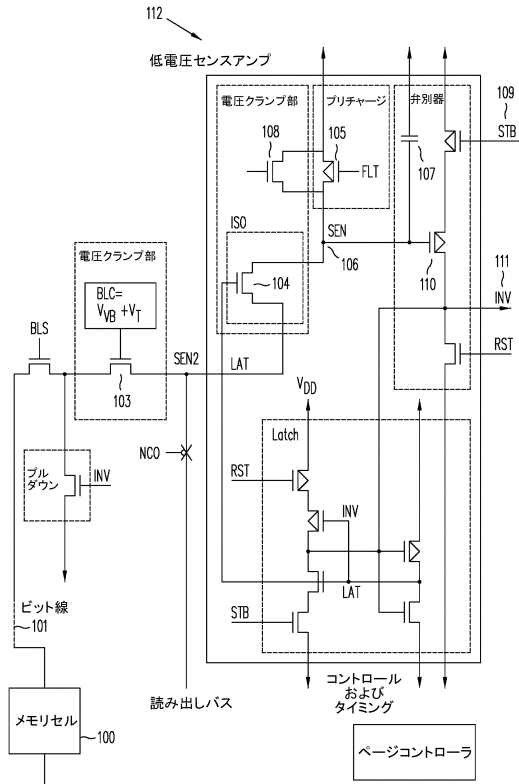 112
低電圧センスアンプ
電圧クランプ部
プリチャージ
弁別器
109
STB
108
105
FLT
107
ISO
SEN
106
110
104
111
INV
電圧クランプ部
BLC=
VVB +VT
BLS
103
SEN2
LAT
RST
VDD
Latch
NCO
プル
ダウン
INV
RST
INV
LAT
STB
ビット線
101
読み出しバス
コントロール
および
タイミング
メモリセル
100
ページコントローラ